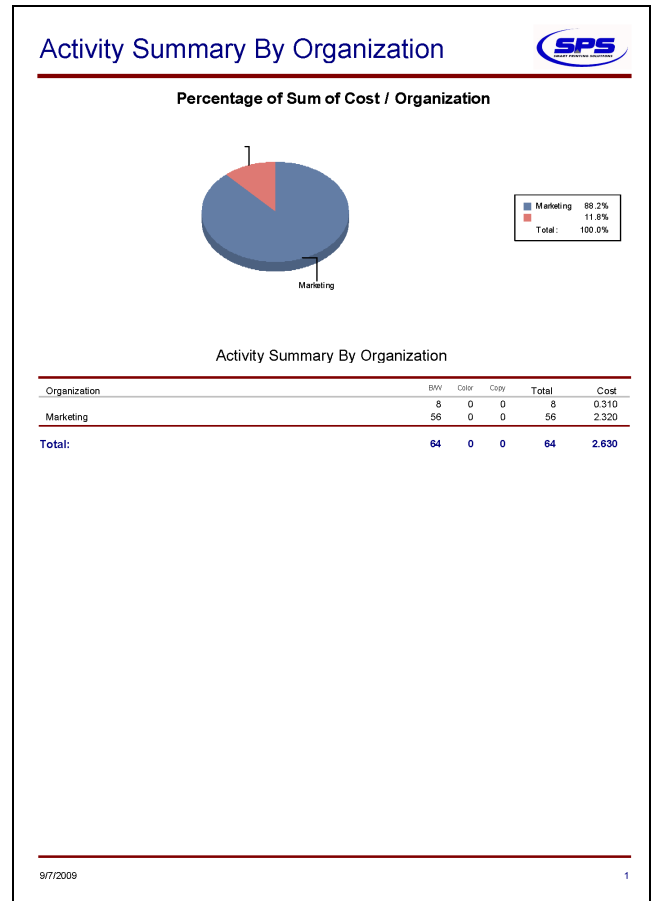 Activity Summary By Organization
SPS
SMART PRINTING SOLUTIONS
Percentage of Sum of Cost / Organization
Marketing 88.2%
11.8%
Total: 100.0%
Marketing
Activity Summary By Organization
Organization B/W Color Copy Total Cost
8 0 0 8 0.310
Marketing 56 0 0 56 2.320
Total: 64 0 0 64 2.630
9/7/2009 1